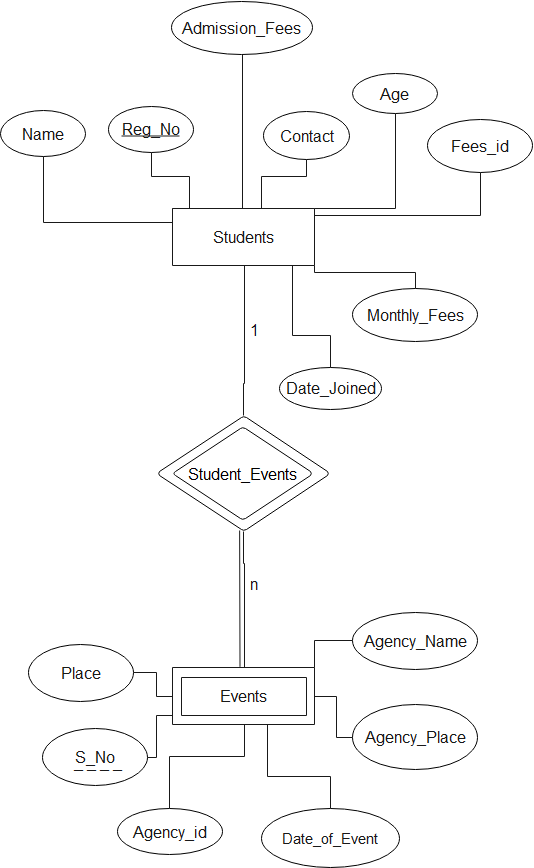 Admission_Fees
Age
Name
Reg_No
Contact
Fees_id
Students
Monthly_Fees
1
Date_Joined
Student_Events
n
Agency_Name
Place
Events
Agency_Place
S_No
Agency_id
Date_of_Event